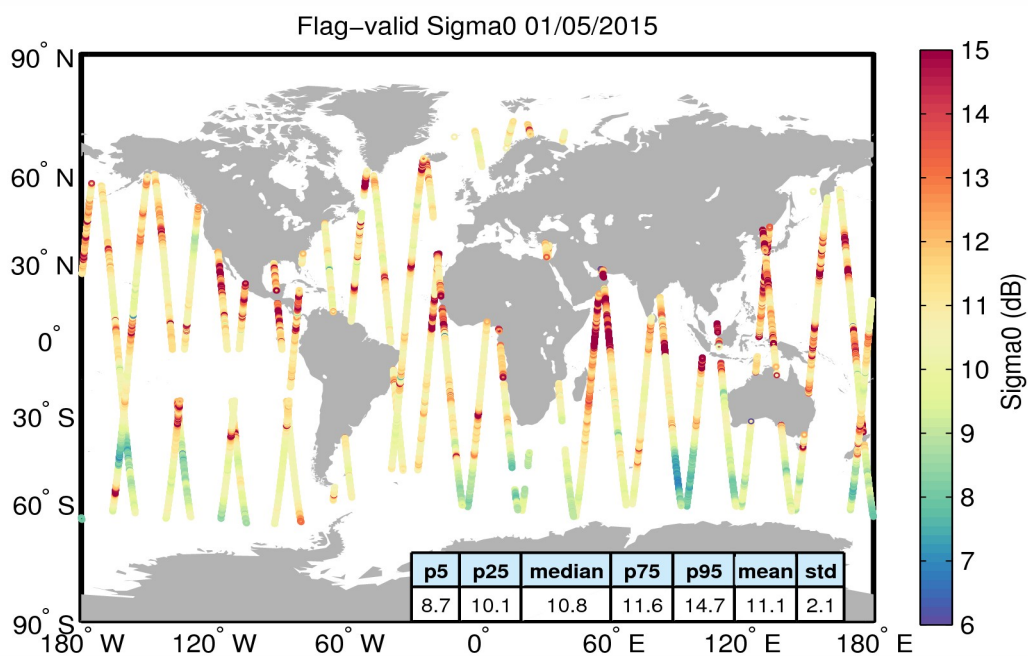 Flag−valid Sigma0 01/05/2015
90° N
60° N
30° N
0°
30° S
60° S
90° S
180° W
120° W
60° W
0°
60° E
120° E
180° E
15
14
13
12
11
10
9
8
7
6
Sigma0 (dB)
p5 p25 median p75 p95 mean std
8.7 10.1 10.8 11.6 14.7 11.1 2.1